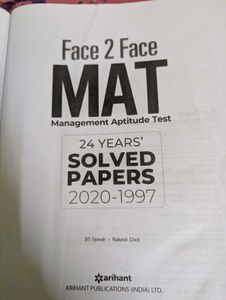 Face 2 Face
MAT
Management Aptitude Test
24 YEARS'
SOLVED
PAPERS
2020-1997
BS Sijwali • Rakesh Dixit
arihant
ARIHANT PUBLICATIONS (INDIA) LTD.